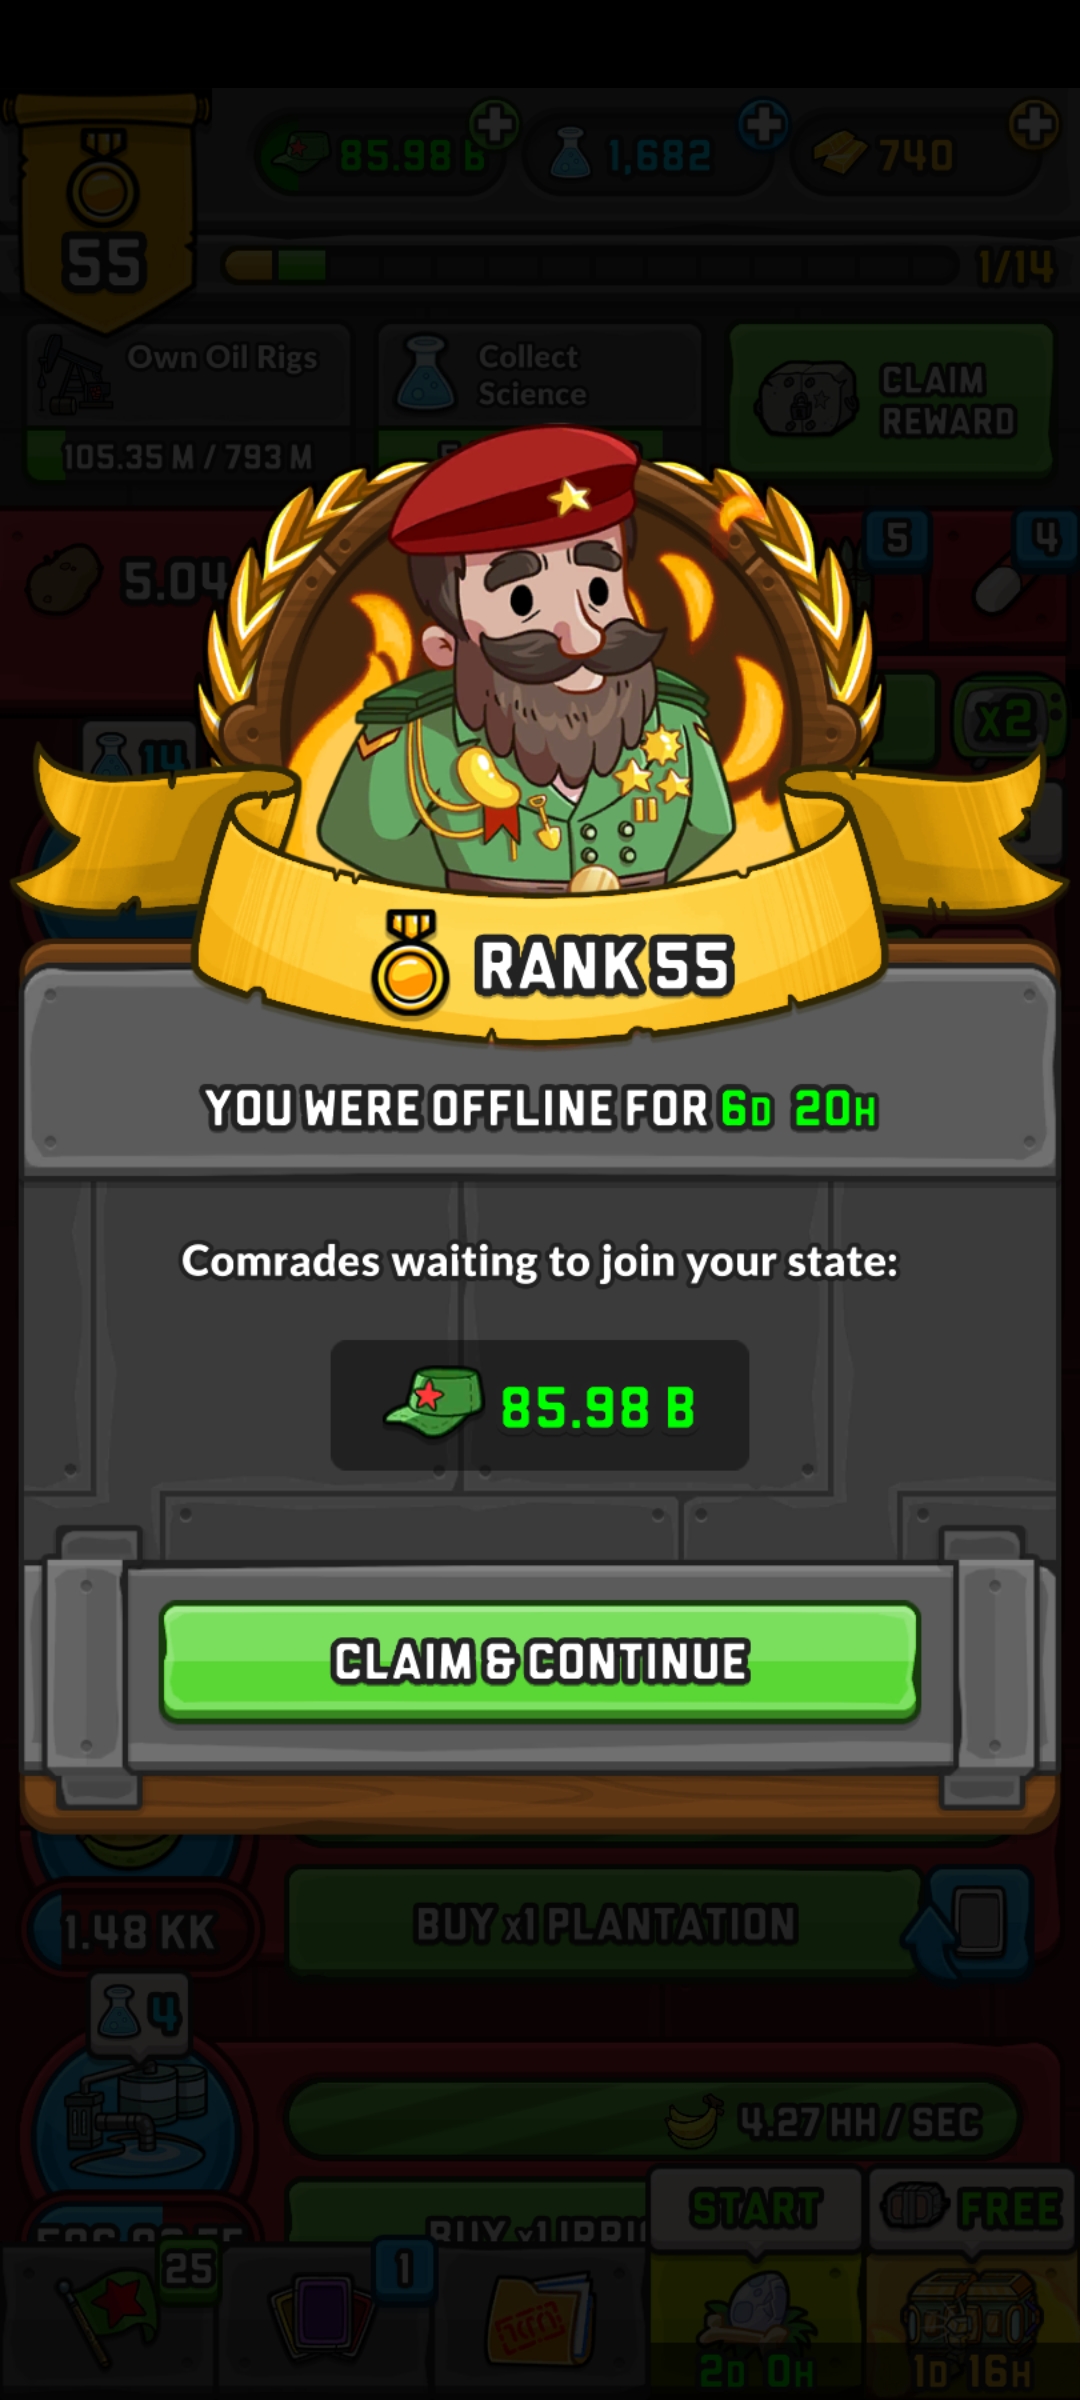 85.98 B
1,682
740
55
1/14
Own Oil Rigs
Collect
Science
CLAIM
REWARD
105.35 M / 793 M
5.04
5
4
14
x2
RANK 55
YOU WERE OFFLINE FOR 6D 20H
Comrades waiting to join your state:
85.98 B
CLAIM & CONTINUE
1.48 KK
BUY x1 PLANTATION
4
4.27 HH / SEC
START
FREE
BUY x1
25
1
2D 0H
1D 16H